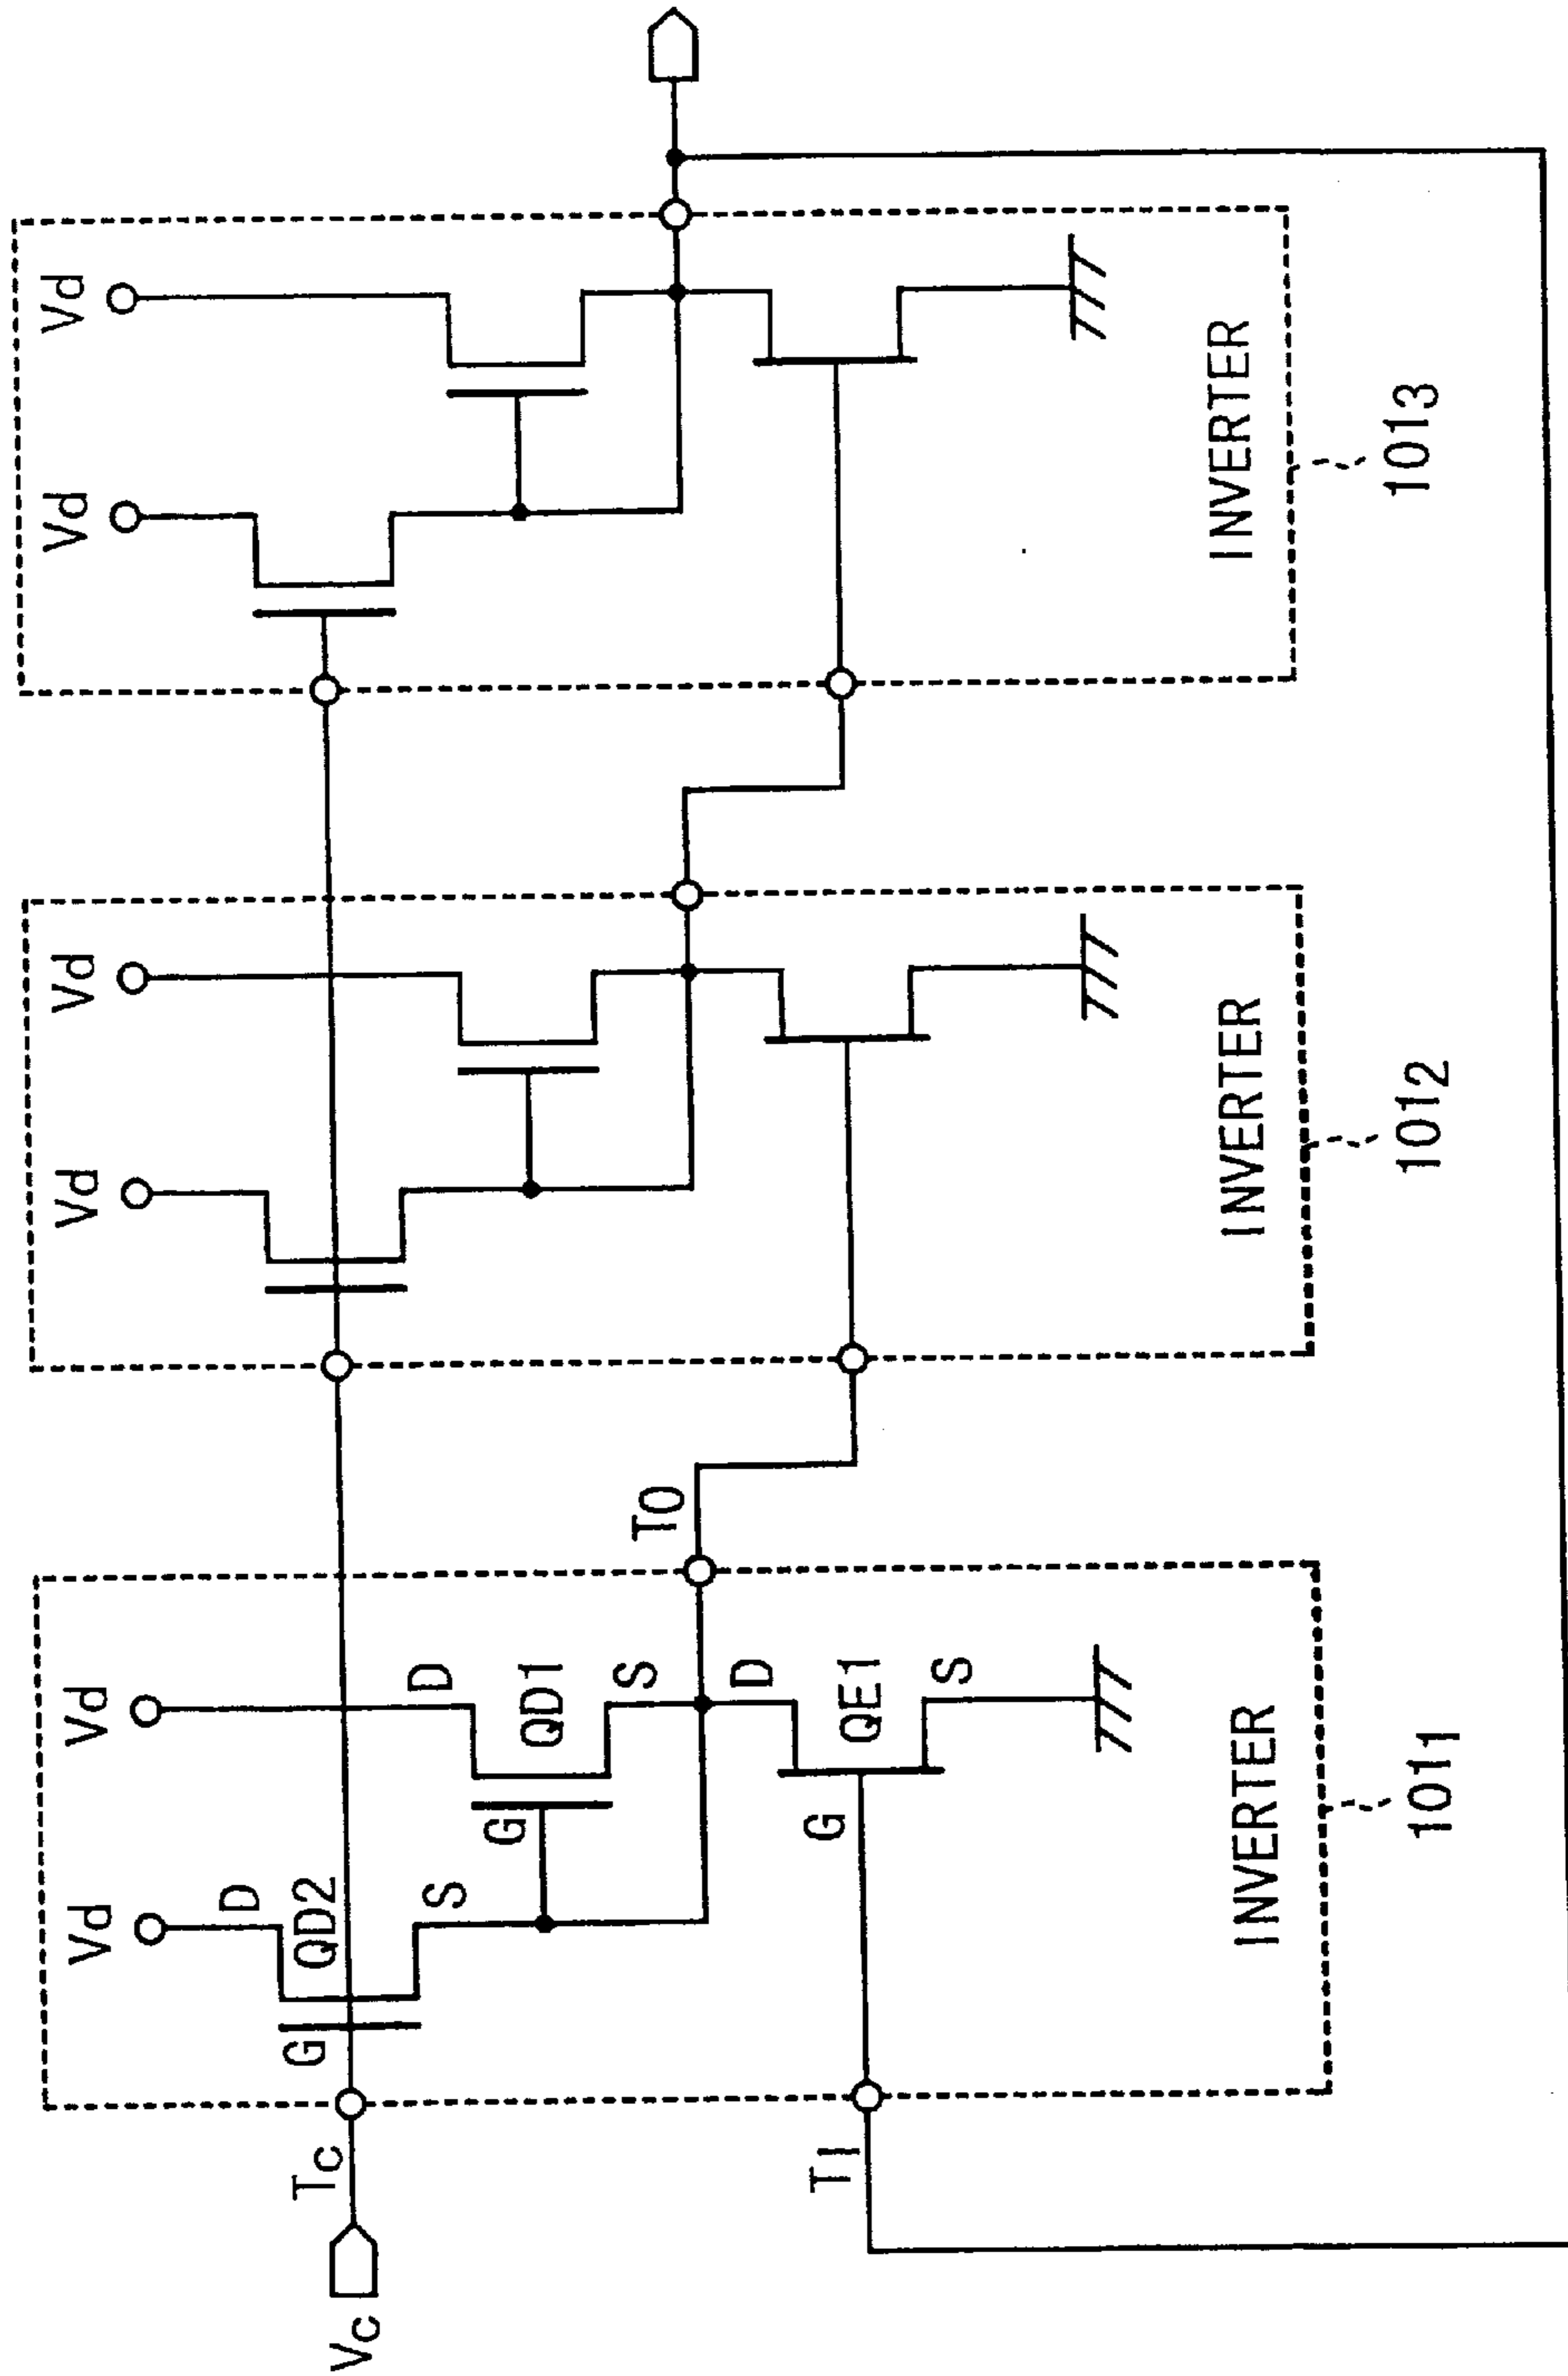 Vd
Vd
Vd
Vd
Vd
Vd
D
G
QD2
S
D
G
QD1
S
TO
D
G
QE1
S
Vc
Tc
TI
INVERTER
INVERTER
INVERTER
1011
1012
1013